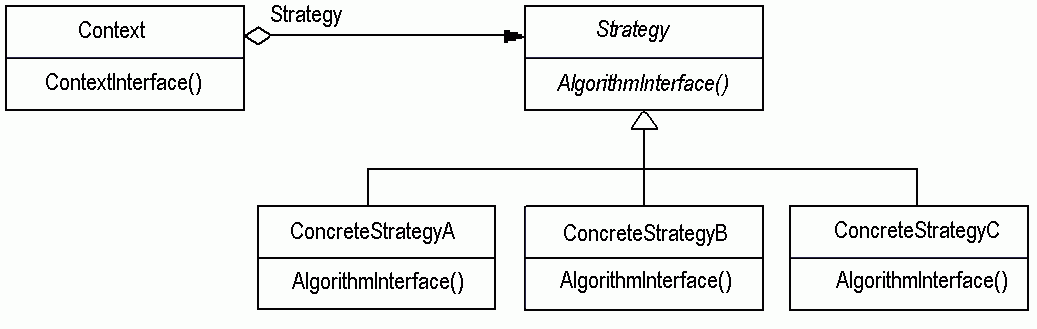 Strategy
Context
Strategy
ContextInterface()
AlgorithmInterface()
ConcreteStrategyA
ConcreteStrategyB
ConcreteStrategyC
AlgorithmInterface()
AlgorithmInterface()
AlgorithmInterface()